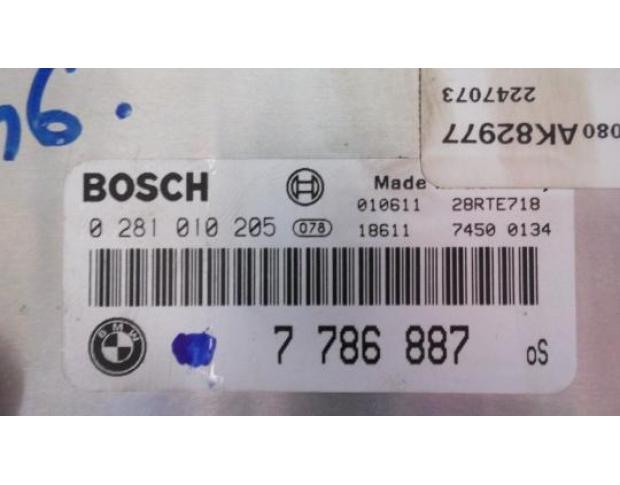 2247073
080 AK82977
BOSCH Made
010611 28RTE718
0 281 010 205 078 18611 7450 0134
BMW 7 786 887 oS